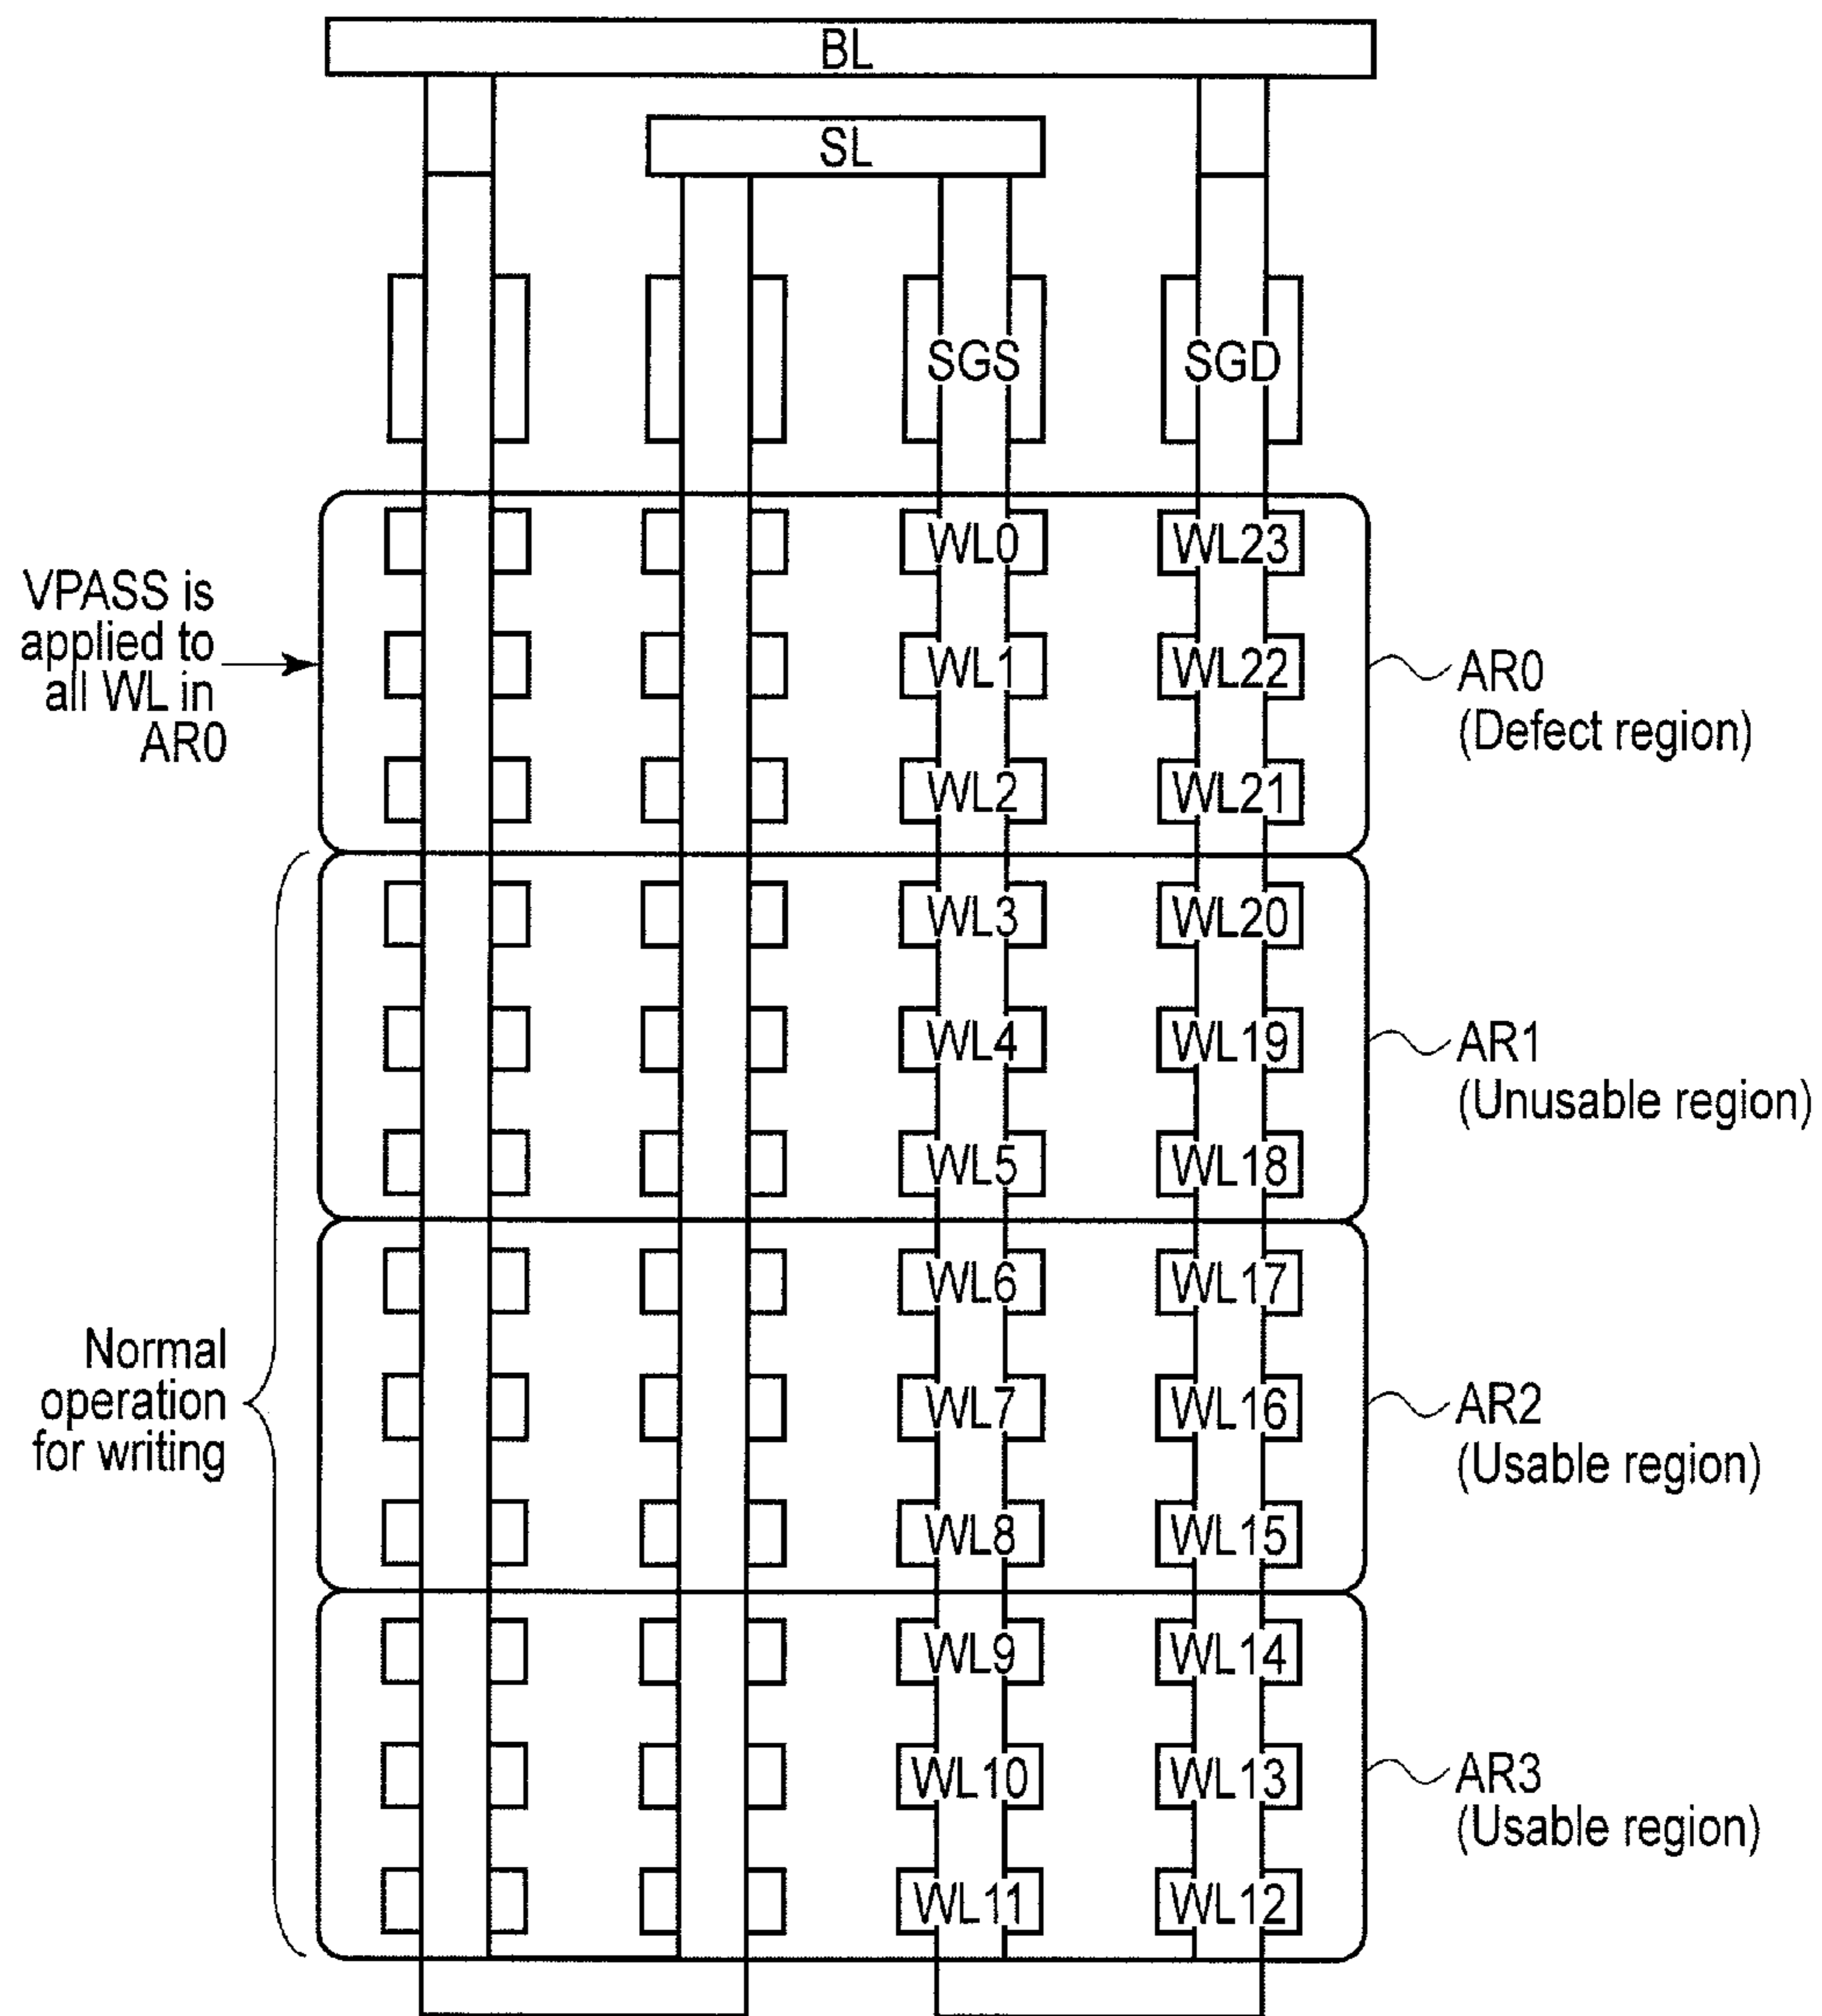 BL
SL
SGS SGD
VPASS is
applied to
all WL in
AR0
WL0 WL23
WL1 WL22
WL2 WL21
AR0
(Defect region)
WL3 WL20
WL4 WL19
WL5 WL18
AR1
(Unusable region)
Normal
operation
for writing
WL6 WL17
WL7 WL16
WL8 WL15
AR2
(Usable region)
WL9 WL14
WL10 WL13
WL11 WL12
AR3
(Usable region)